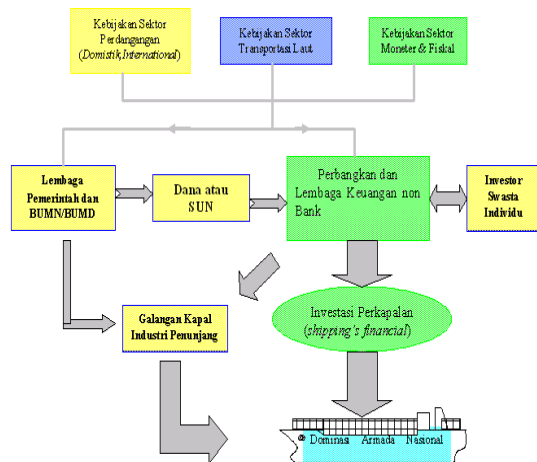 Kebijakan Sektor
Perdangangan
(Domistik,International)
Kebijakan Sektor
Transportasi Laut
Kebijakan Sektor
Moneter & Fiskal
Lembaga
Pemerintah dan
BUMN/BUMD
Dana atau
SUN
Perbangkan dan
Lembaga Keuangan non
Bank
Investor
Swasta
Individu
Galangan Kapal
Industri Penunjang
Investasi Perkapalan
(shipping's financial)
® Dominasi Armada Nasional